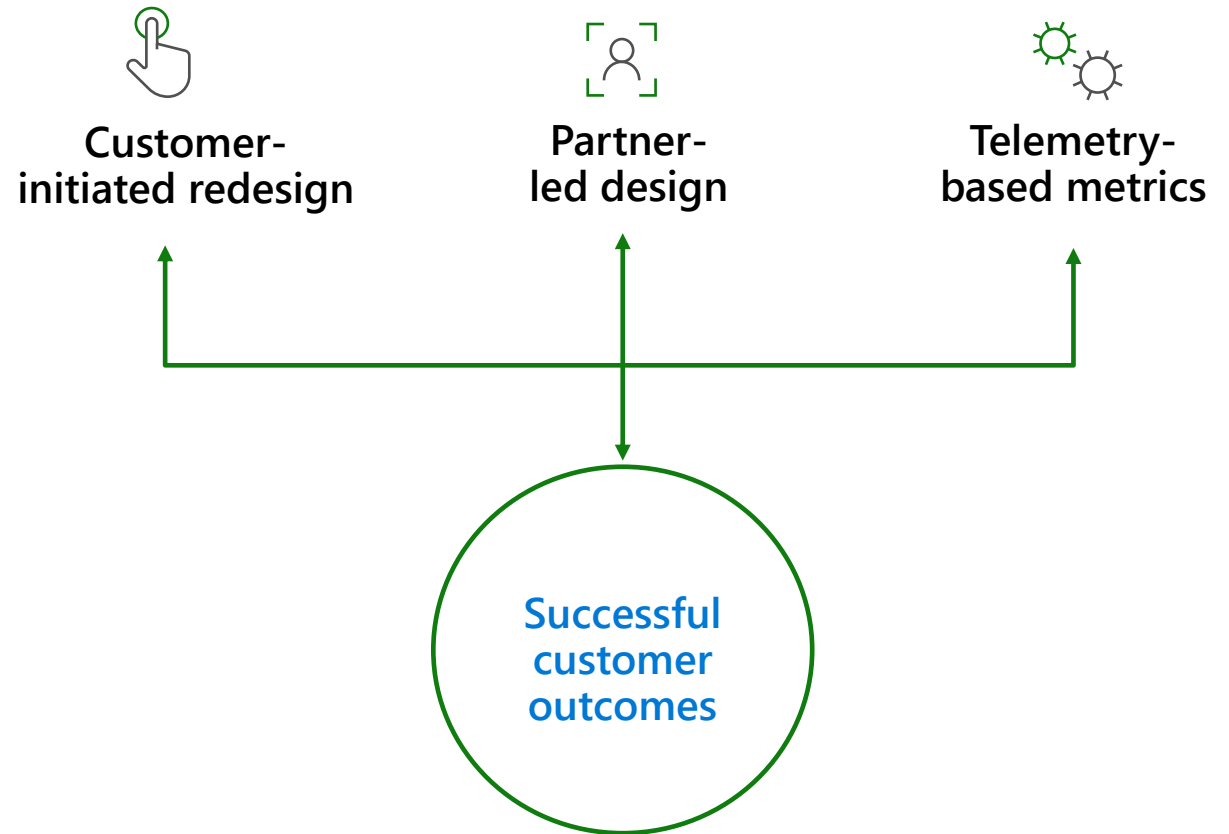 Customer-
initiated redesign
Partner-
led design
Telemetry-
based metrics
Successful
customer
outcomes